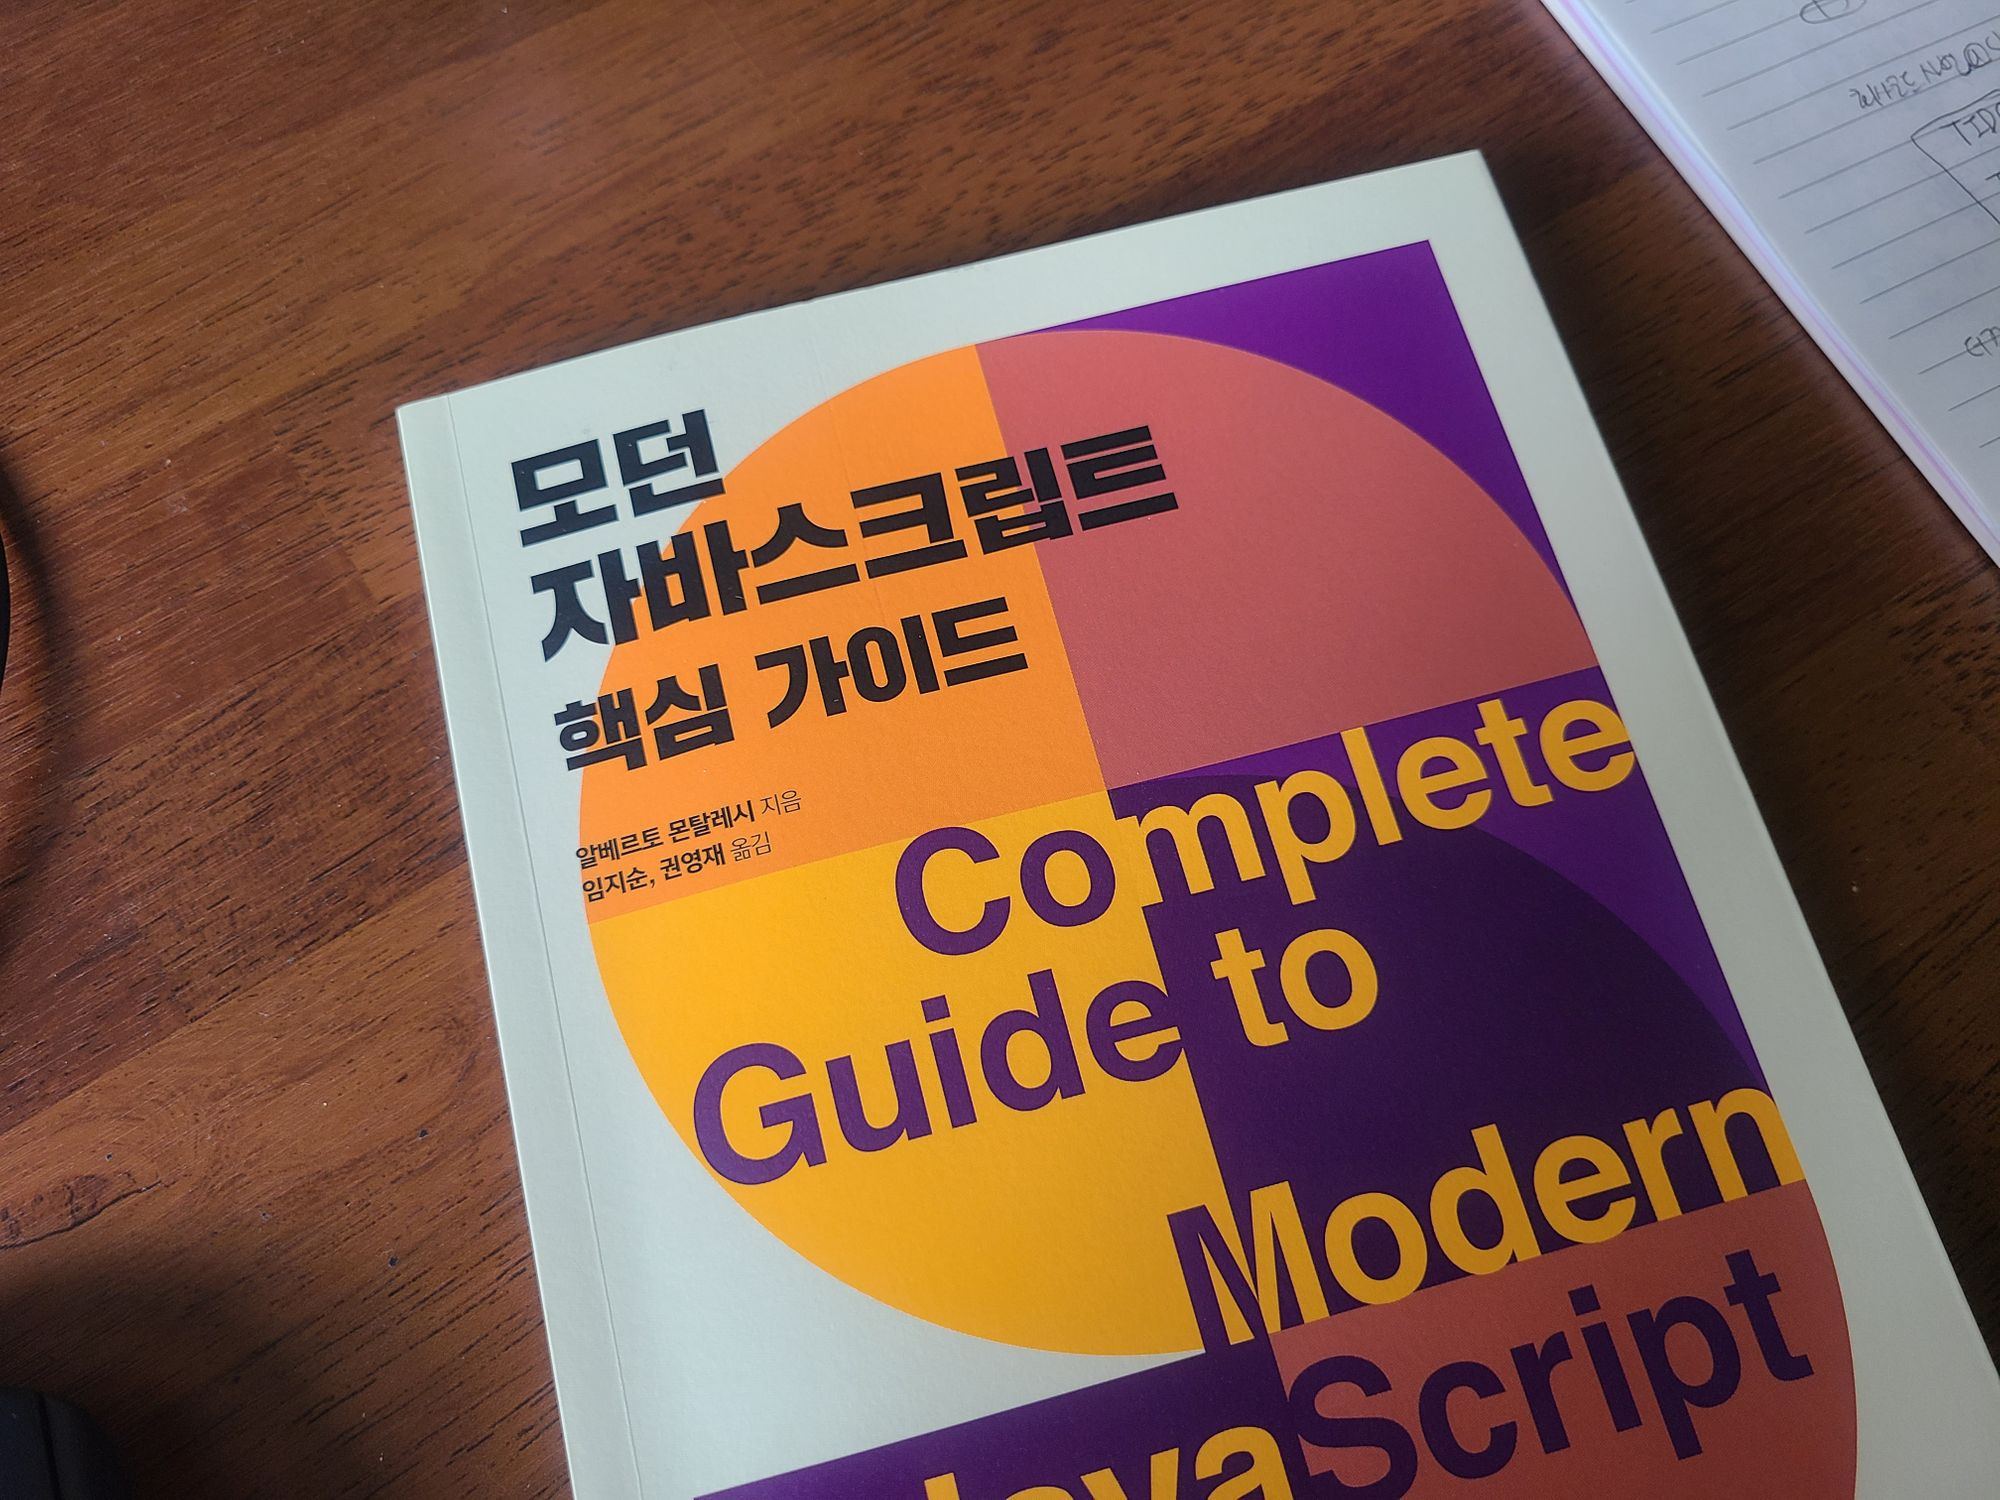 모던
자바스크립트
핵심 가이드
알베르토 몬탈레시 지음
임지순, 권영재 옮김
Complete
Guide to
Modern
JavaScript